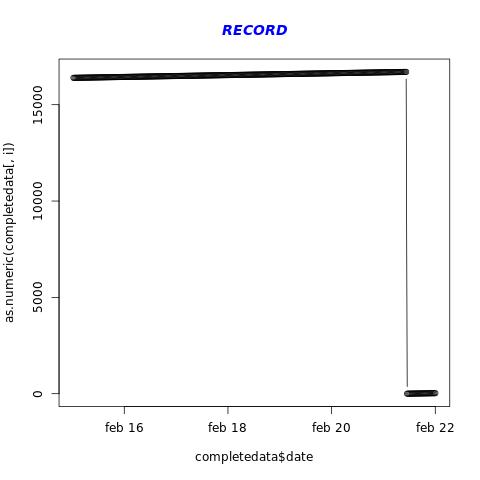 RECORD
as.numeric(completedata[, i])
15000
10000
5000
0
feb 16 feb 18 feb 20 feb 22
completedata$date